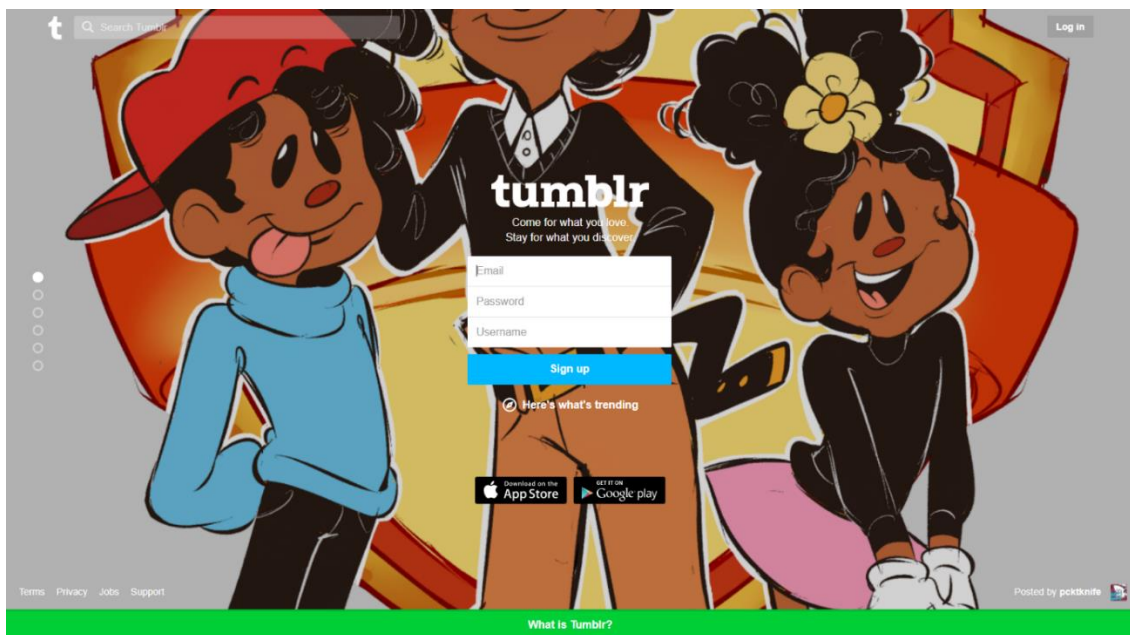 t
Search Tumblr
Log in
tumblr
Come for what you love.
Stay for what you discover.
Email
Password
Username
Sign up
Here's what's trending
Download on the
App Store
GET IT ON
Google play
Terms Privacy Jobs Support
Posted by pcktknife
What is Tumblr?